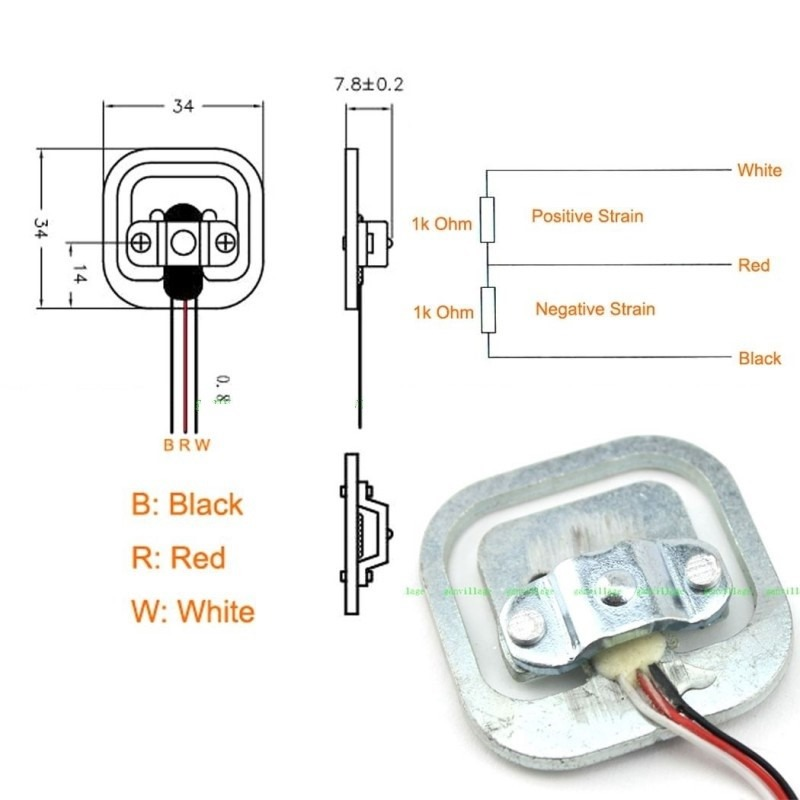 7.8±0.2
34
34
14
0.8
B R W
B: Black
R: Red
W: White
White
1k Ohm
Positive Strain
Red
1k Ohm
Negative Strain
Black